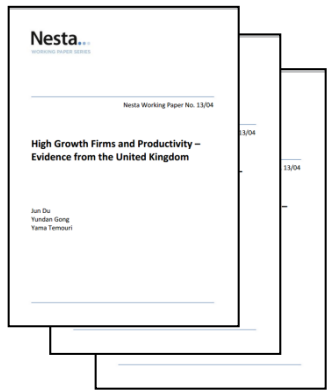 Nesta...
WORKING PAPER SERIES
Nesta Working Paper No. 13/04
High Growth Firms and Productivity –
Evidence from the United Kingdom
Jun Du
Yundan Gong
Yama Temouri
13/04
–
13/04
–